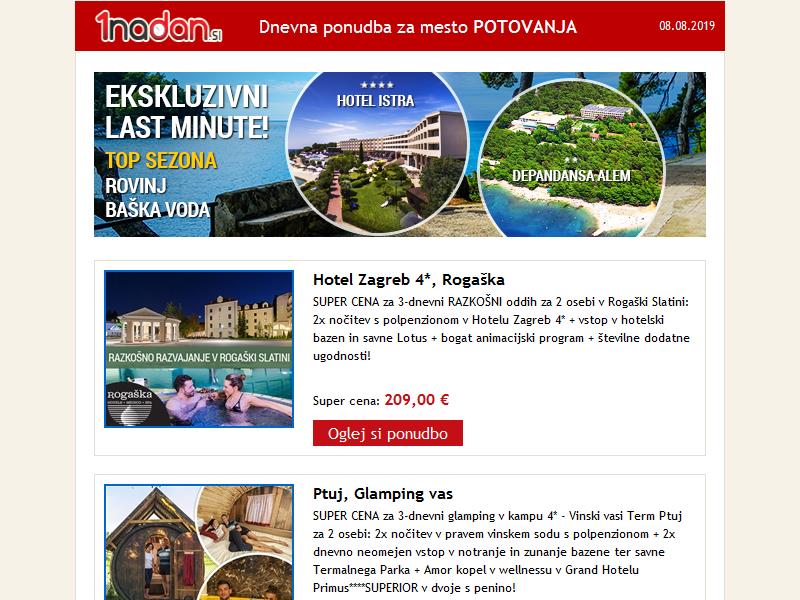 1nadan.si
Dnevna ponudba za mesto POTOVANJA
08.08.2019
EKSKLUZIVNI
LAST MINUTE!
TOP SEZONA
ROVINJ
BAŠKA VODA
★★★★
HOTEL ISTRA
★★
DEPANDANSA ALEM
Hotel Zagreb 4*, Rogaška
SUPER CENA za 3-dnevni RAZKOŠNI oddih za 2 osebi v Rogaški Slatini:
2x nočitev s polpenzionom v Hotelu Zagreb 4* + vstop v hotelski
bazen in savne Lotus + bogat animacijski program + številne dodatne
ugodnosti!
RAZKOŠNO RAZVAJANJE V ROGAŠKI SLATINI
ROGAŠKA
Super cena: 209,00 €
Oglej si ponudbo
Ptuj, Glamping vas
SUPER CENA za 3-dnevni glamping v kampu 4* - Vinski vasi Term Ptuj
za 2 osebi: 2x nočitev v pravem vinskem sodu s polpenzionom + 2x
dnevno neomejen vstop v notranje in zunanje bazene ter savne
Termalnega Parka + Amor kopel v wellnessu v Grand Hotelu
Primus****SUPERIOR v dvoje s penino!